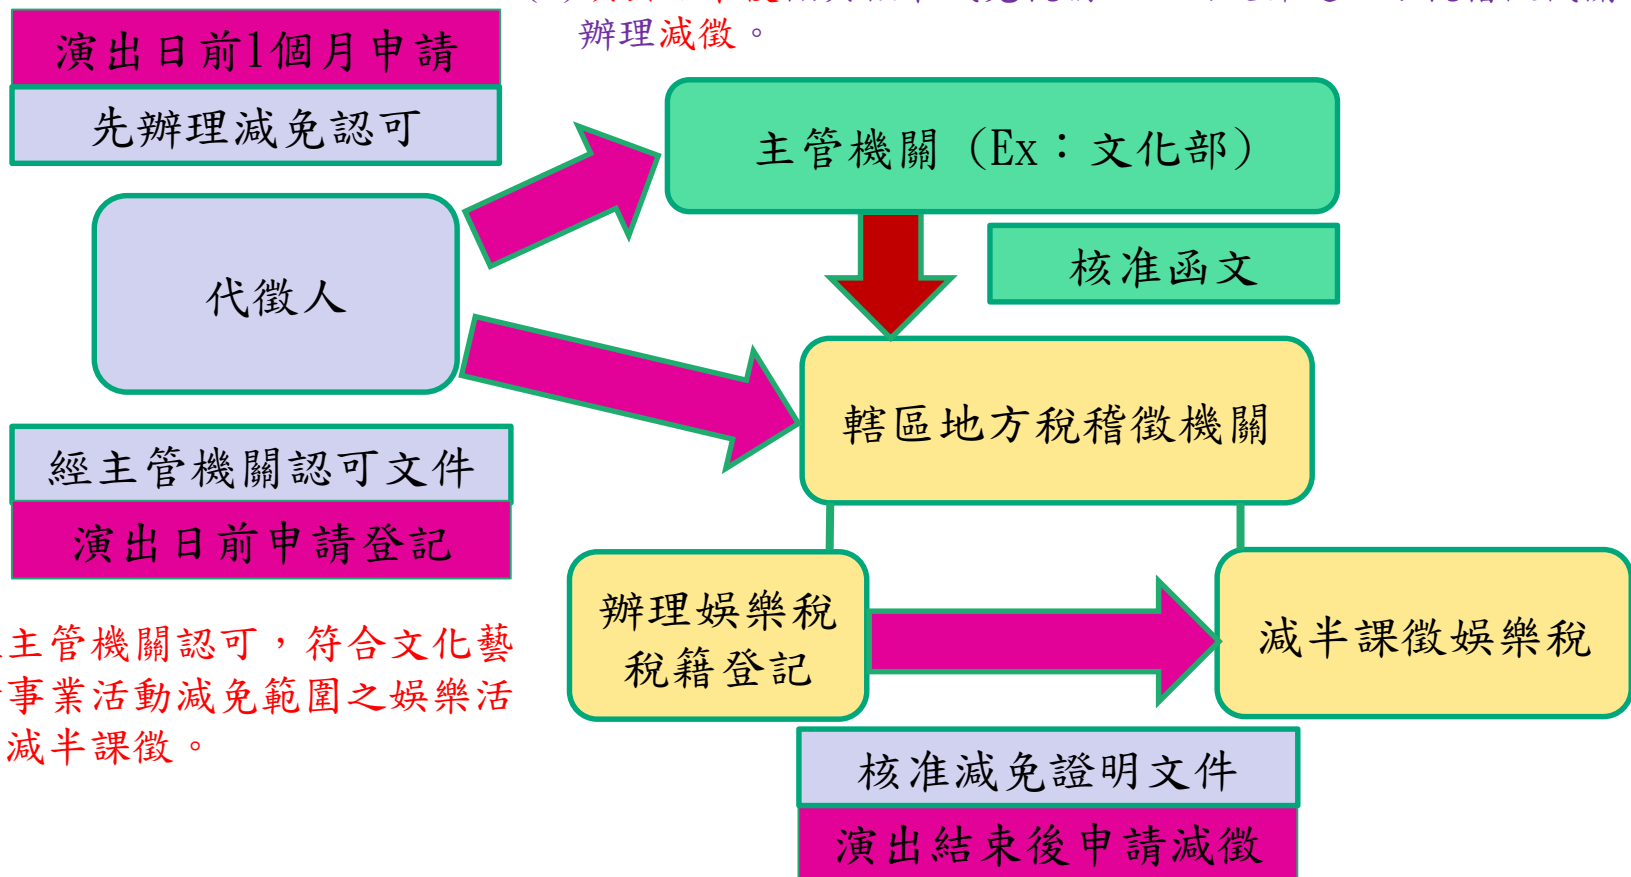 辦理減徵。
演出日前1個月申請
先辦理減免認可
主管機關（Ex：文化部）
核准函文
代徵人
轄區地方稅稽徵機關
經主管機關認可文件
演出日前申請登記
辦理娛樂稅
稅籍登記
減半課徵娛樂稅
主管機關認可，符合文化藝
事業活動減免範圍之娛樂活
減半課徵。
核准減免證明文件
演出結束後申請減徵